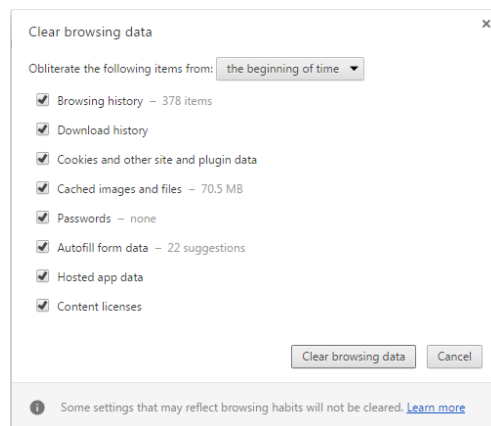 Clear browsing data
Obliterate the following items from: the beginning of time
Browsing history – 378 items
Download history
Cookies and other site and plugin data
Cached images and files – 70.5 MB
Passwords – none
Autofill form data – 22 suggestions
Hosted app data
Content licenses
Clear browsing data Cancel
Some settings that may reflect browsing habits will not be cleared. Learn more